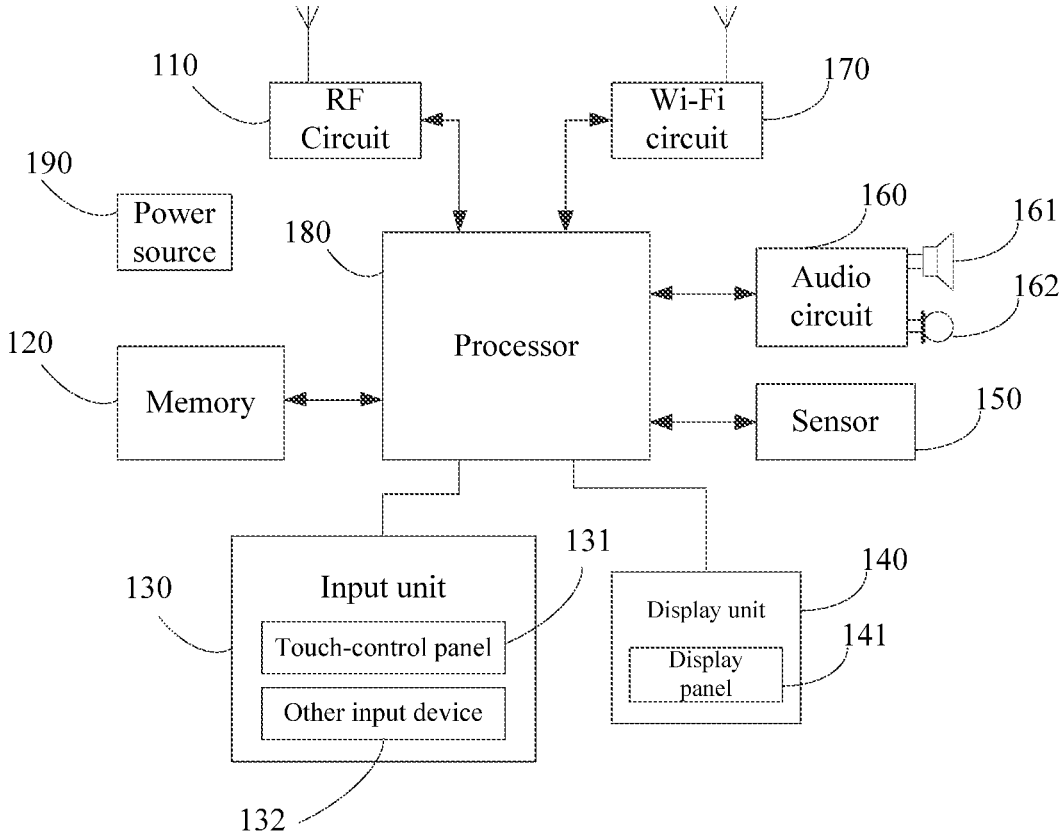 110
RF
Circuit
Wi-Fi
circuit
170
190
Power
source
180
Processor
160
Audio
circuit
161
162
120
Memory
Sensor
150
130
Input unit
131
Touch-control panel
Other input device
132
140
Display unit
141
Display
panel